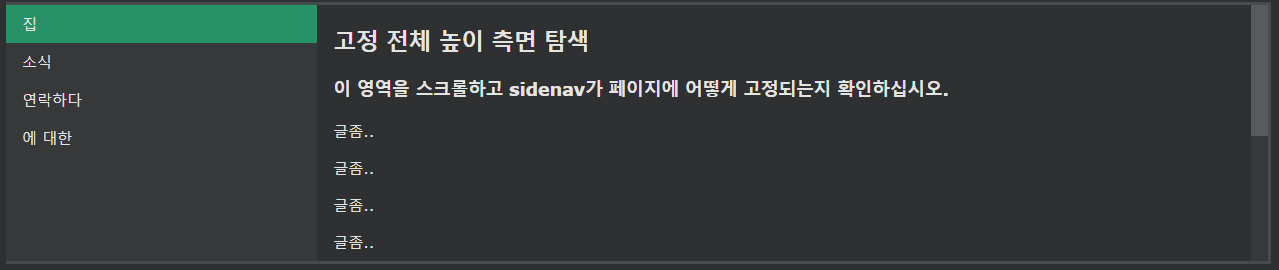 집
소식
연락하다
에 대한
고정 전체 높이 측면 탐색
이 영역을 스크롤하고 sidenav가 페이지에 어떻게 고정되는지 확인하십시오.
글좀..
글좀..
글좀..
글좀..